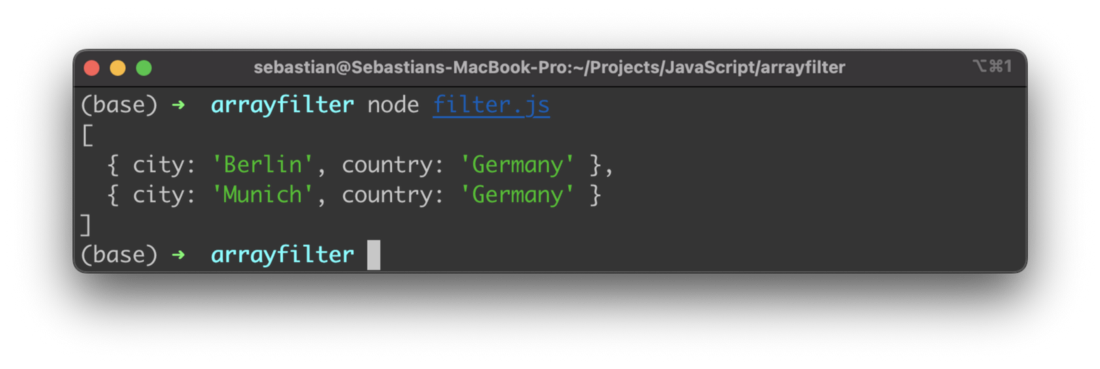 sebastian@Sebastians-MacBook-Pro:~/Projects/JavaScript/arrayfilter ⌥⌘1
(base) → arrayfilter node filter.js
[
  { city: 'Berlin', country: 'Germany' },
  { city: 'Munich', country: 'Germany' }
]
(base) → arrayfilter